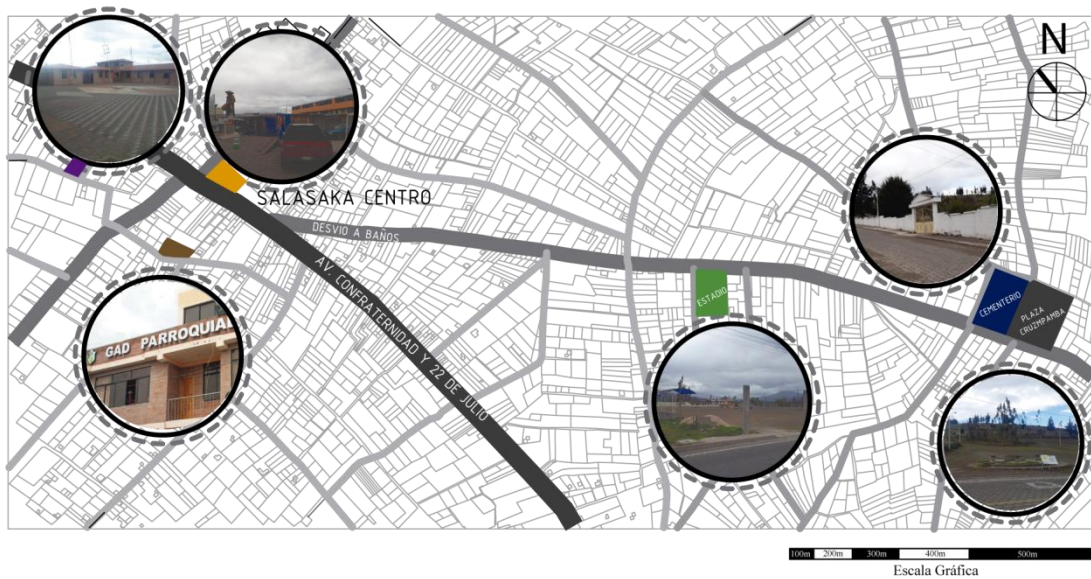 N
SALASAKA CENTRO
DESVIO A BAÑOS
AV. CONFRATERNIDAD Y 22 DE JULIO
GAD PARROQUIAL
ESTADIO
CEMENTERIO
PLAZA
CRUZMPAMBA
100m 200m 300m 400m 500m
Escala Gráfica